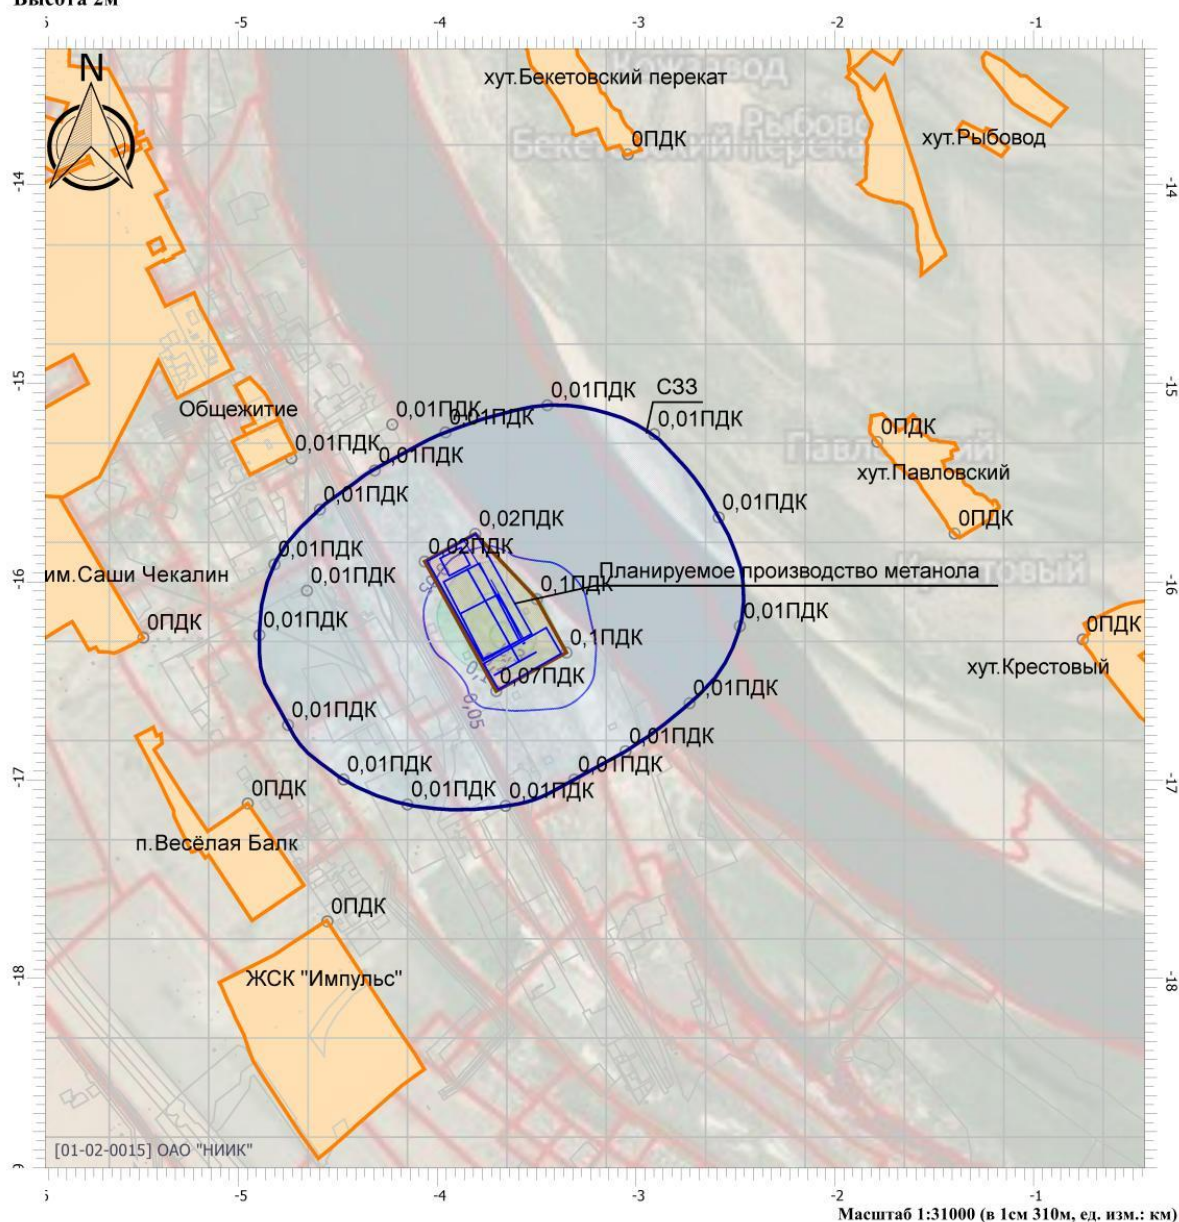 Высота 2м
-5 -4 -3 -2 -1
N
Кожзавод
хут.Бекетовский перекат
Рыбово
хут.Рыбовод
0ПДК
-14 -14
-15 -15
0,01ПДК
СЗЗ
Общежитие
0,01ПДК
0,01ПДК
0,01ПДК
0ПДК
0,01ПДК
0,01ПДК
хут.Павловский
0,01ПДК
0,01ПДК
0,02ПДК
0ПДК
0,01ПДК
0,02ПДК
-16 -16
им.Саши Чекалин
0,01ПДК
0,1ПДК
Планируемое производство метанола
0ПДК
0,01ПДК
0,01ПДК
0ПДК
0,1ПДК
хут.Крестовый
0,07ПДК
0,01ПДК
0,05
0,01ПДК
0,01ПДК
-17 -17
0,01ПДК
0,01ПДК
0ПДК
0,01ПДК
0,01ПДК
п.Весёлая Балк
0ПДК
ЖСК "Импульс"
-18 -18
[01-02-0015] ОАО "НИИК"
-5 -4 -3 -2 -1
Масштаб 1:31000 (в 1см 310м, ед. изм.: км)